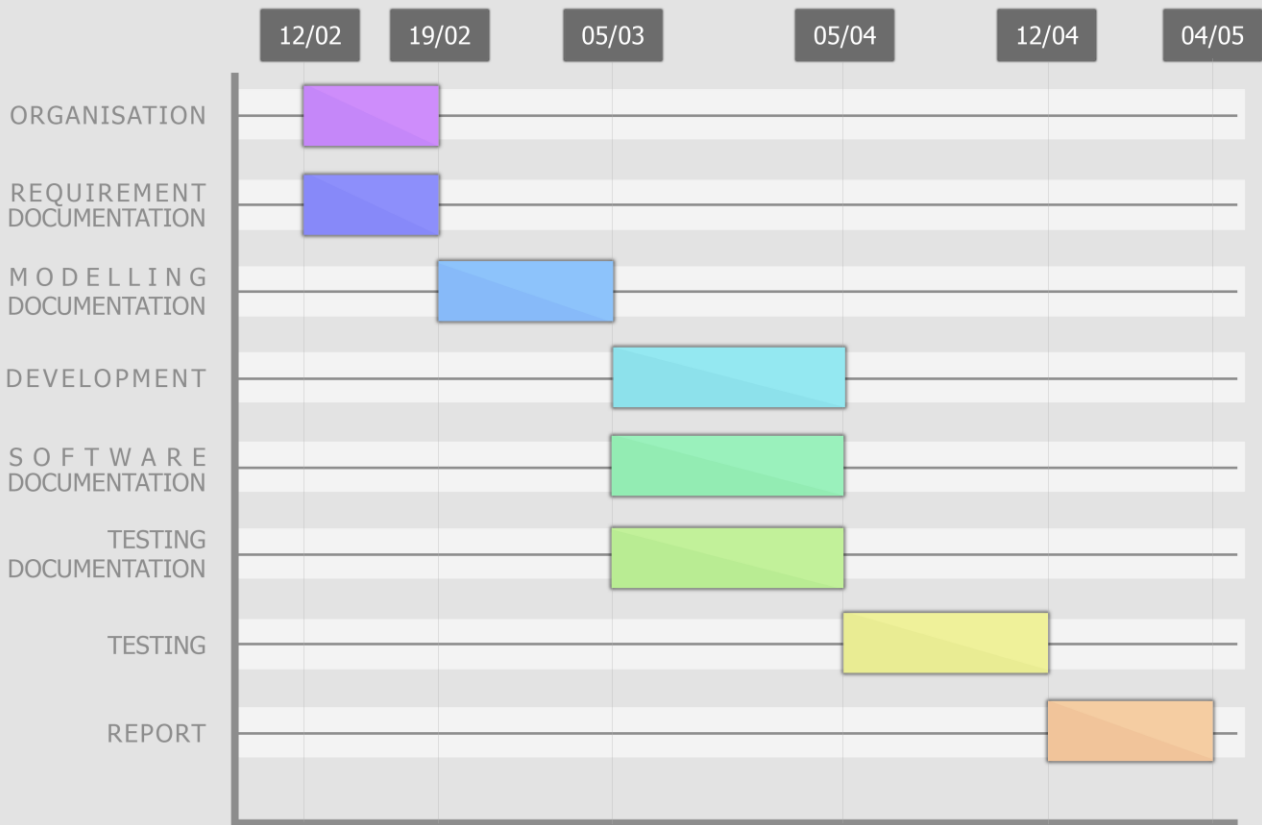 12/02 19/02 05/03 05/04 12/04 04/05
ORGANISATION
REQUIREMENT
DOCUMENTATION
MODELLING
DOCUMENTATION
DEVELOPMENT
SOFTWARE
DOCUMENTATION
TESTING
DOCUMENTATION
TESTING
REPORT